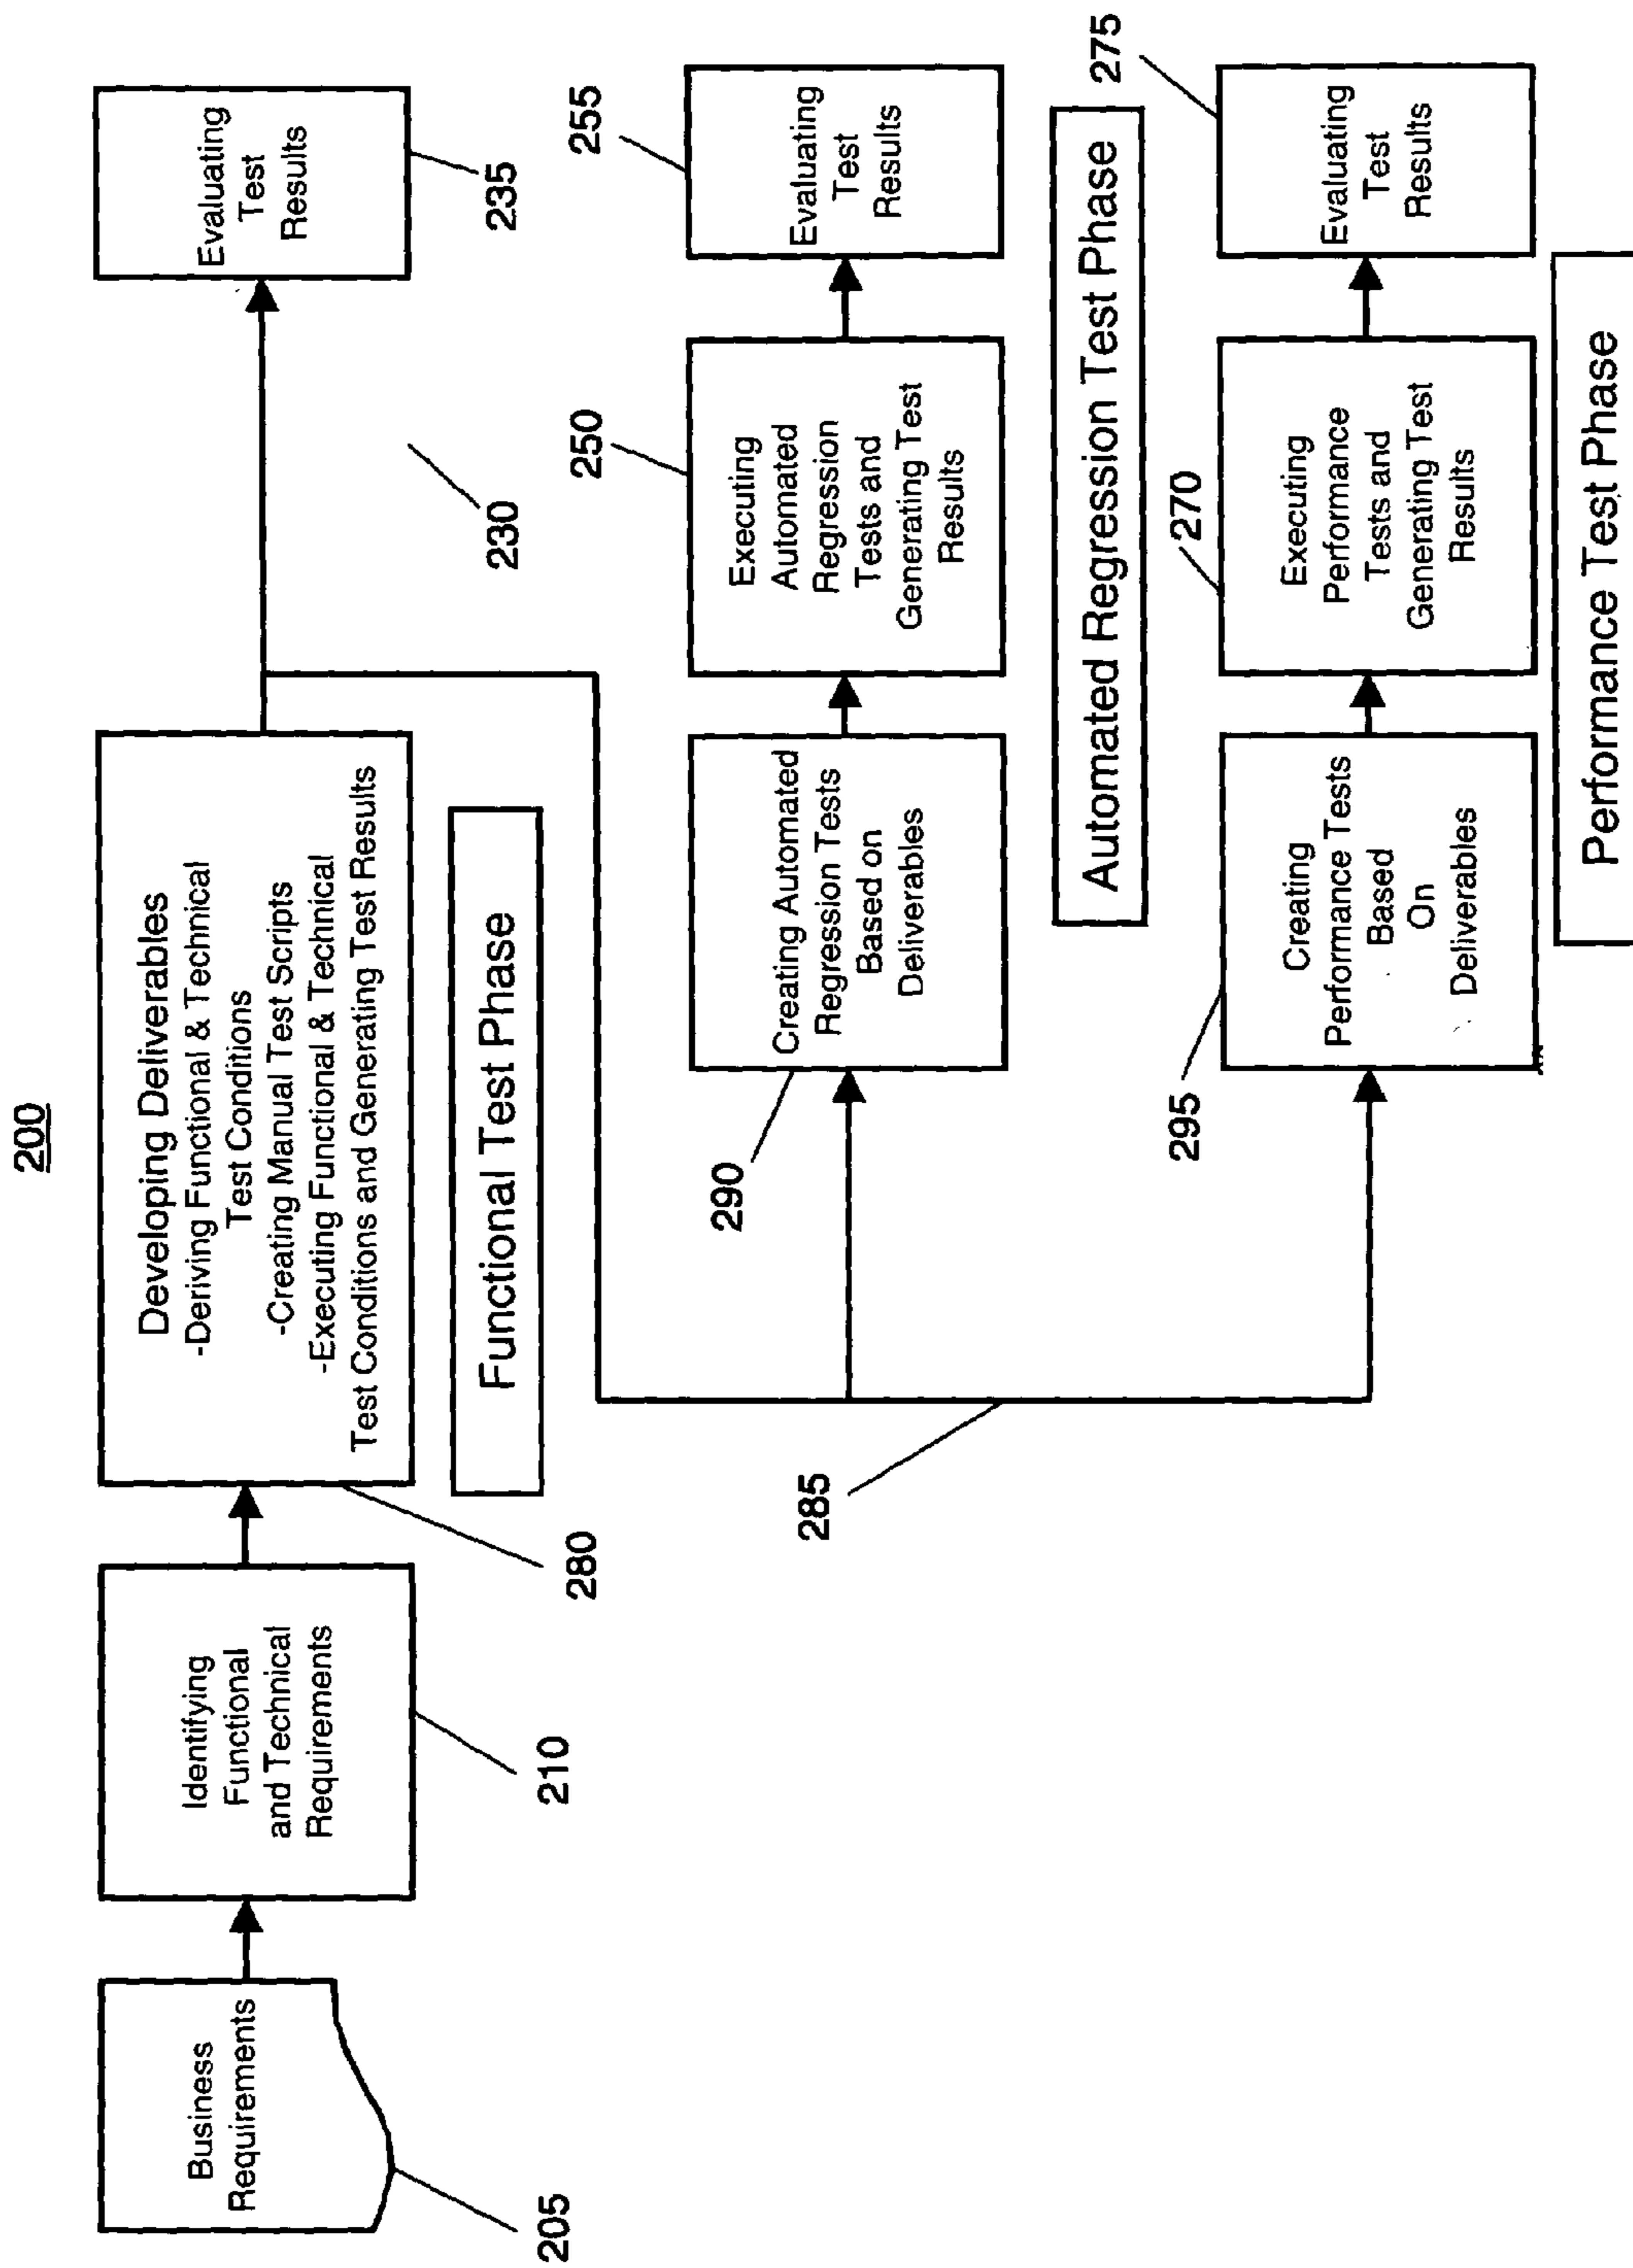 200
Business
Requirements
205
Identifying
Functional
and Technical
Requirements
210
Developing Deliverables
-Deriving Functional & Technical
Test Conditions
-Creating Manual Test Scripts
-Executing Functional & Technical
Test Conditions and Generating Test Results
280
Functional Test Phase
Evaluating
Test
Results
235
230
285
290
Creating Automated
Regression Tests
Based on
Deliverables
250
Executing
Automated
Regression
Tests and
Generating Test
Results
255
Evaluating
Test
Results
Automated Regression Test Phase
295
Creating
Performance Tests
Based
On
Deliverables
270
Executing
Performance
Tests and
Generating Test
Results
275
Evaluating
Test
Results
Performance Test Phase